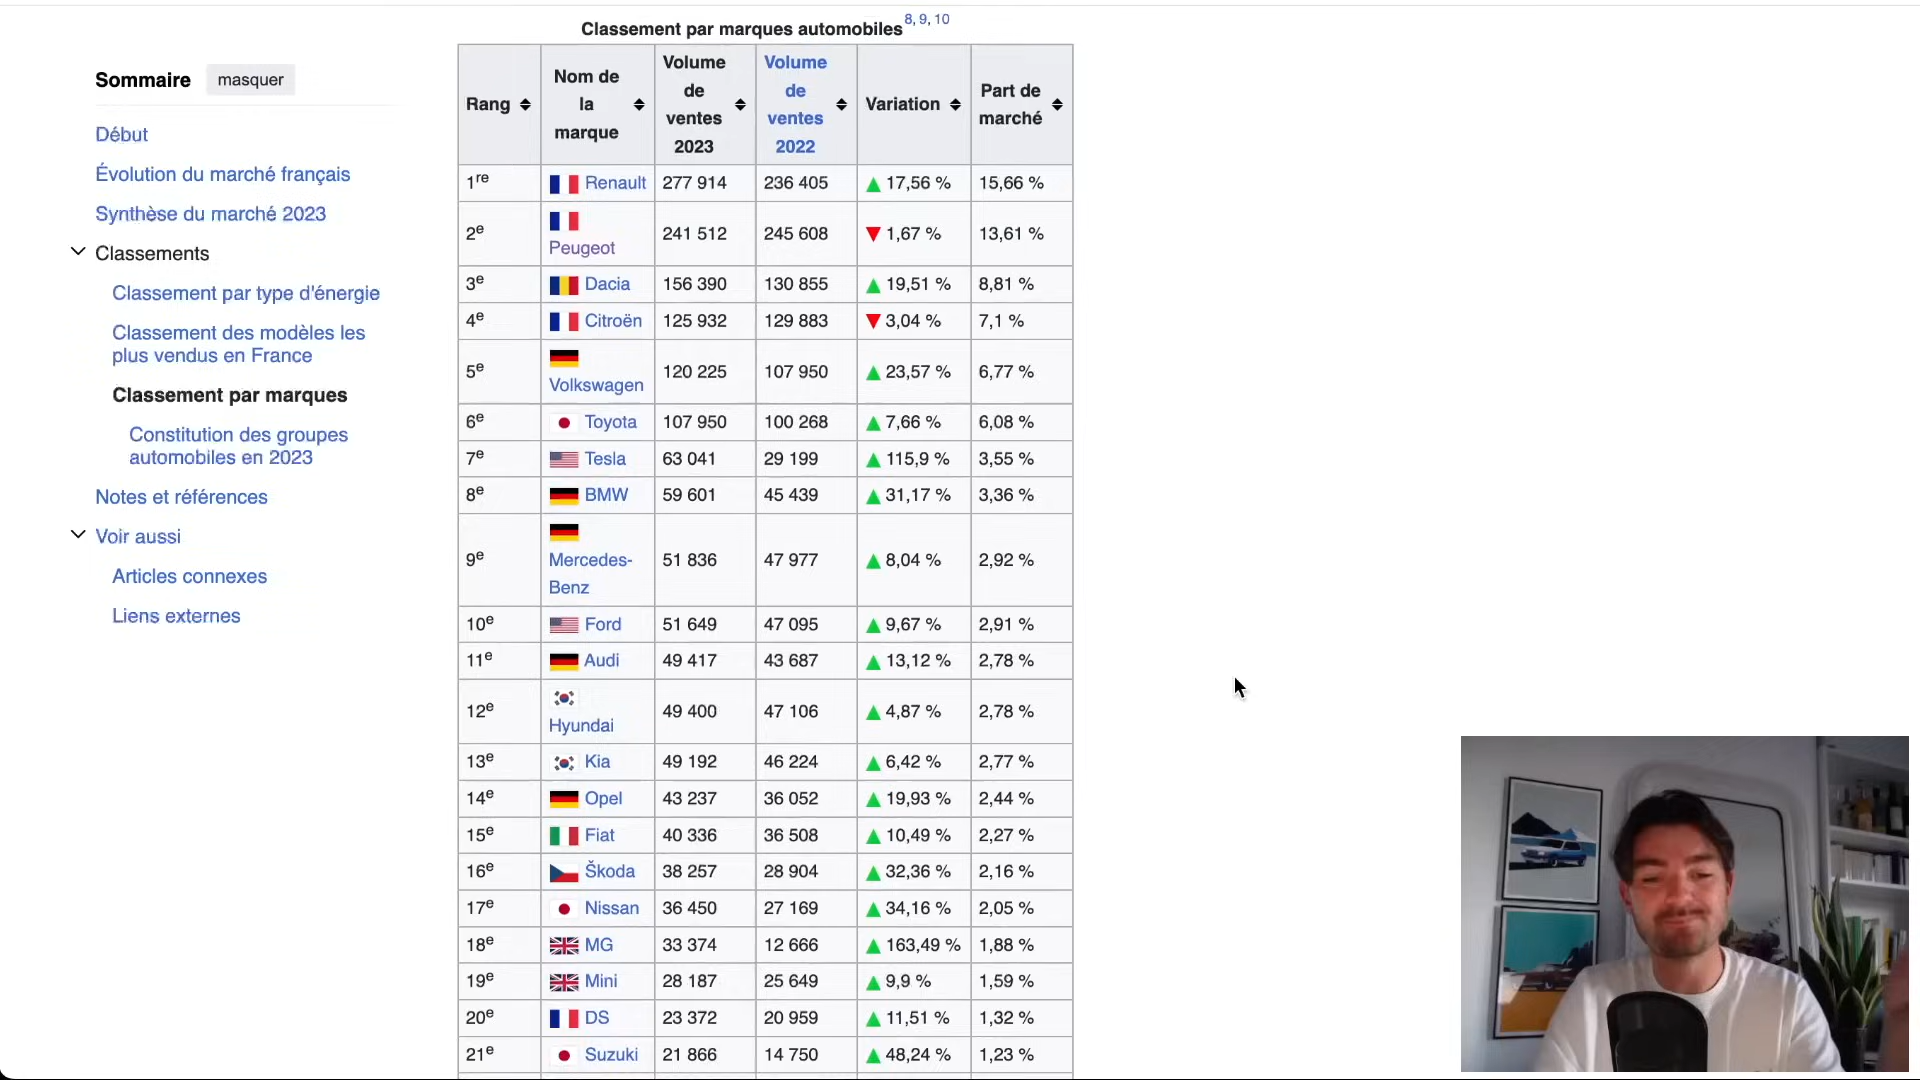 Classement par marques automobiles 8, 9, 10
Sommaire masquer
Début
Évolution du marché français
Synthèse du marché 2023
Classements
Classement par type d'énergie
Classement des modèles les
plus vendus en France
Classement par marques
Constitution des groupes
automobiles en 2023
Notes et références
Voir aussi
Articles connexes
Liens externes
Rang Nom de la marque Volume de ventes 2023 Volume de ventes 2022 Variation Part de marché
1re Renault 277 914 236 405 17,56 % 15,66 %
2e Peugeot 241 512 245 608 1,67 % 13,61 %
3e Dacia 156 390 130 855 19,51 % 8,81 %
4e Citroën 125 932 129 883 3,04 % 7,1 %
5e Volkswagen 120 225 107 950 23,57 % 6,77 %
6e Toyota 107 950 100 268 7,66 % 6,08 %
7e Tesla 63 041 29 199 115,9 % 3,55 %
8e BMW 59 601 45 439 31,17 % 3,36 %
9e Mercedes-Benz 51 836 47 977 8,04 % 2,92 %
10e Ford 51 649 47 095 9,67 % 2,91 %
11e Audi 49 417 43 687 13,12 % 2,78 %
12e Hyundai 49 400 47 106 4,87 % 2,78 %
13e Kia 49 192 46 224 6,42 % 2,77 %
14e Opel 43 237 36 052 19,93 % 2,44 %
15e Fiat 40 336 36 508 10,49 % 2,27 %
16e Škoda 38 257 28 904 32,36 % 2,16 %
17e Nissan 36 450 27 169 34,16 % 2,05 %
18e MG 33 374 12 666 163,49 % 1,88 %
19e Mini 28 187 25 649 9,9 % 1,59 %
20e DS 23 372 20 959 11,51 % 1,32 %
21e Suzuki 21 866 14 750 48,24 % 1,23 %